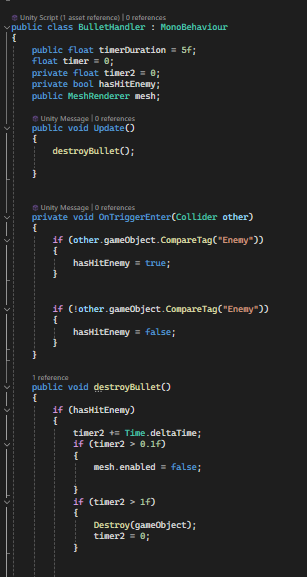 Unity Script (1 asset reference) | 0 references
public class BulletHandler : MonoBehaviour
{
public float timerDuration = 5f;
float timer = 0;
private float timer2 = 0;
private bool hasHitEnemy;
public MeshRenderer mesh;
Unity Message | 0 references
public void Update()
{
destroyBullet();
}
Unity Message | 0 references
private void OnTriggerEnter(Collider other)
{
if (other.gameObject.CompareTag("Enemy"))
{
hasHitEnemy = true;
}
if (!other.gameObject.CompareTag("Enemy"))
{
hasHitEnemy = false;
}
}
1 reference
public void destroyBullet()
{
if (hasHitEnemy)
{
timer2 += Time.deltaTime;
if (timer2 > 0.1f)
{
mesh.enabled = false;
}
if (timer2 > 1f)
{
Destroy(gameObject);
timer2 = 0;
}